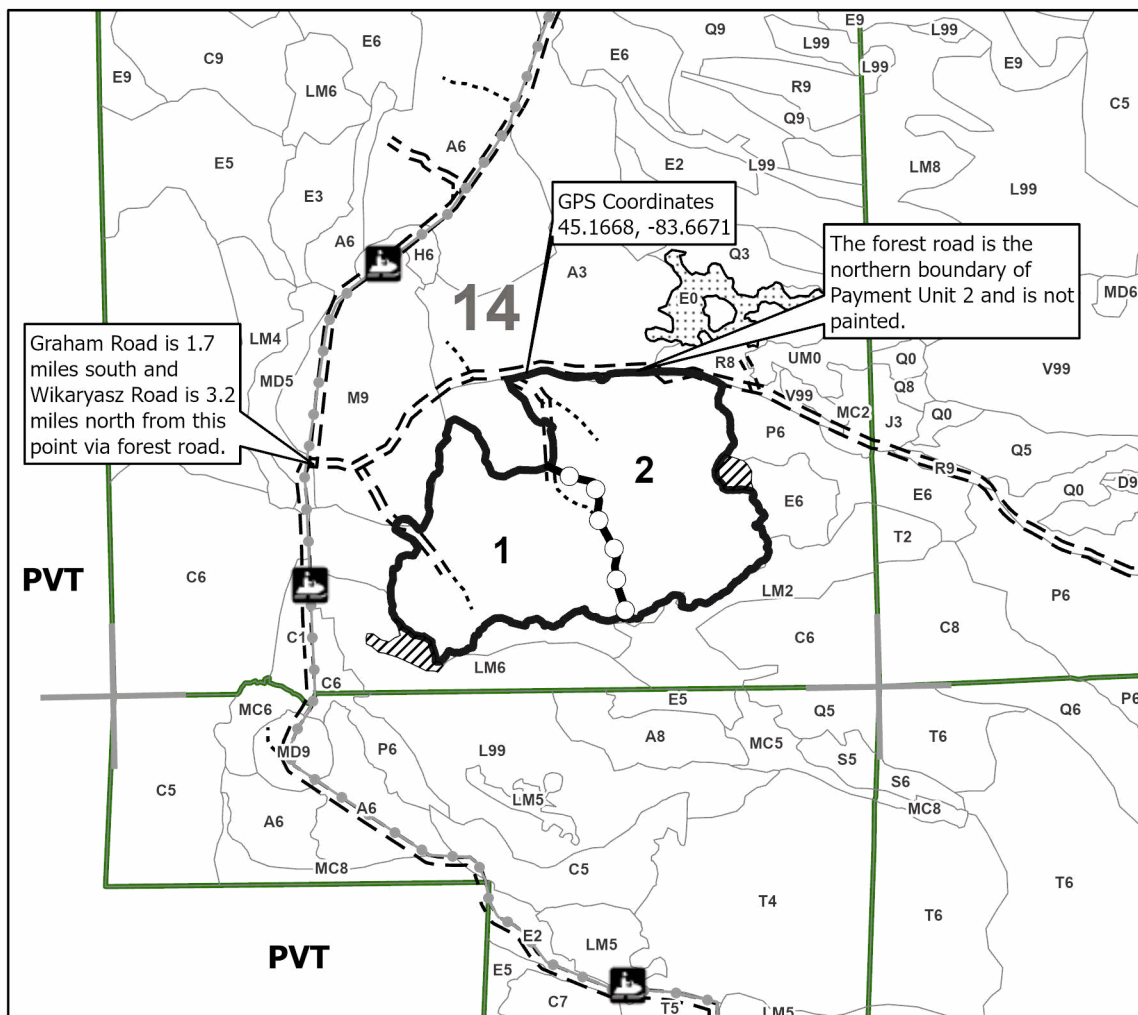 E9
C9
E6
LM6
E6
Q9
L99
E9
L99
L99
E9
R9
Q9
C5
E5
A6
E3
E2
L99
LM8
L99
GPS Coordinates
45.1668, -83.6671
A6
H6
A3
Q3
The forest road is the
northern boundary of
Payment Unit 2 and is not
painted.
E0
MD6
14
Graham Road is 1.7
miles south and
Wikaryasz Road is 3.2
miles north from this
point via forest road.
LM4
MD5
M9
R8
UM0
Q0
V99
Q8
V99
MC2
J3
Q0
P6
Q5
R9
2
E6
E6
Q0
D9
T2
1
PVT
C6
LM2
P6
C1
C6
C8
LM6
C6
MC6
E5
Q5
Q6
P6
MD9
P6
L99
A8
MC5
S5
T6
S6
C5
A6
A6
LM5
MC8
MC8
C5
T6
T4
T6
E2
LM5
PVT
E5
C7
T5
LM5